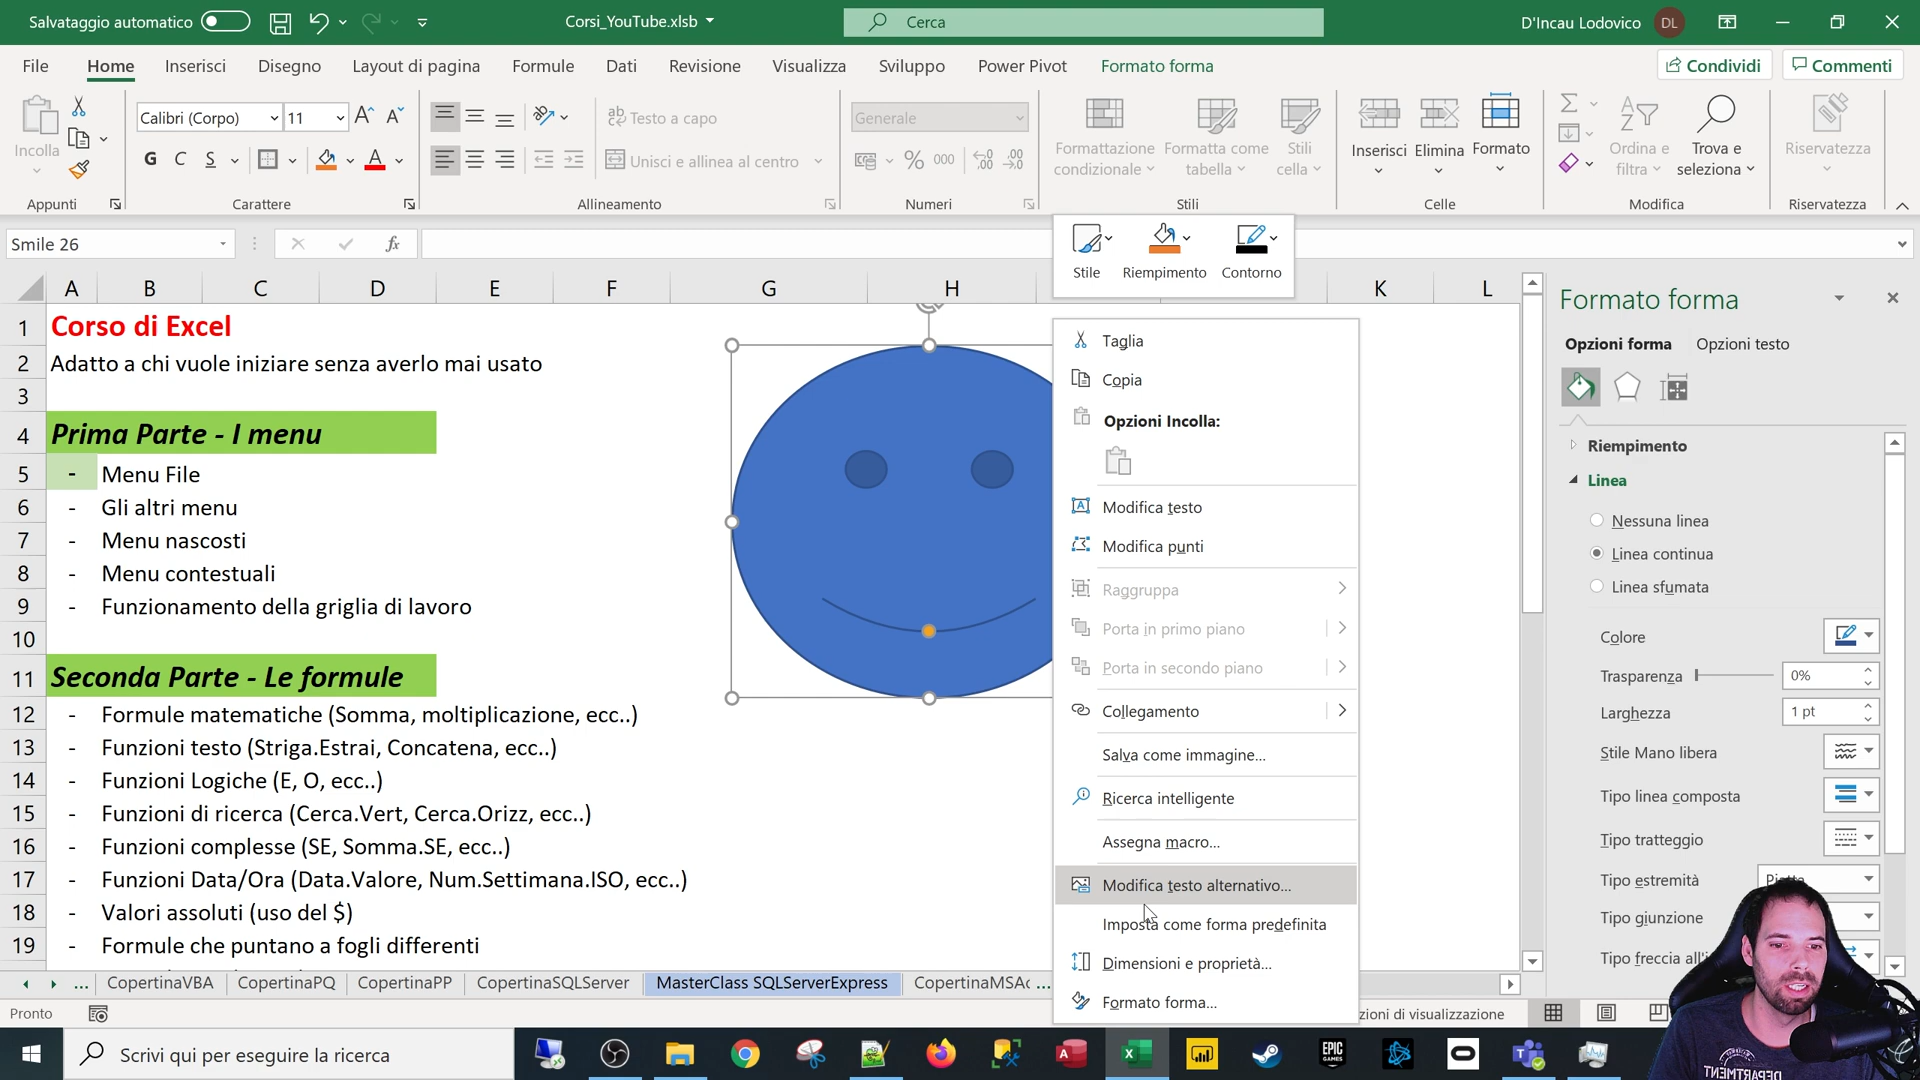 Salvataggio automatico
Corsi_YouTube.xlsb
Cerca
D'Incau Lodovico
DL
File
Home
Inserisci
Disegno
Layout di pagina
Formule
Dati
Revisione
Visualizza
Sviluppo
Power Pivot
Formato forma
Condividi
Commenti
Incolla
Calibri (Corpo)
11
G C S
Testo a capo
Unisci e allinea al centro
Generale
% 000
Formattazione condizionale
Formatta come tabella
Stili cella
Inserisci
Elimina
Formato
Ordina e filtra
Trova e seleziona
Riservatezza
Appunti
Carattere
Allineamento
Numeri
Stili
Celle
Modifica
Riservatezza
Smile 26
fx
Stile
Riempimento
Contorno
A B C D E F G H K L
1 Corso di Excel
2 Adatto a chi vuole iniziare senza averlo mai usato
3
4 Prima Parte - I menu
5 - Menu File
6 - Gli altri menu
7 - Menu nascosti
8 - Menu contestuali
9 - Funzionamento della griglia di lavoro
10
11 Seconda Parte - Le formule
12 - Formule matematiche (Somma, moltiplicazione, ecc..)
13 - Funzioni testo (Striga.Estrai, Concatena, ecc..)
14 - Funzioni Logiche (E, O, ecc..)
15 - Funzioni di ricerca (Cerca.Vert, Cerca.Orizz, ecc..)
16 - Funzioni complesse (SE, Somma.SE, ecc..)
17 - Funzioni Data/Ora (Data.Valore, Num.Settimana.ISO, ecc..)
18 - Valori assoluti (uso del $)
19 - Formule che puntano a fogli differenti
Taglia
Copia
Opzioni Incolla:
Modifica testo
Modifica punti
Raggruppa
Porta in primo piano
Porta in secondo piano
Collegamento
Salva come immagine...
Ricerca intelligente
Assegna macro...
Modifica testo alternativo...
Imposta come forma predefinita
Dimensioni e proprietà...
Formato forma...
Formato forma
Opzioni forma
Opzioni testo
Riempimento
Linea
Nessuna linea
Linea continua
Linea sfumata
Colore
Trasparenza
0%
Larghezza
1 pt
Stile Mano libera
Tipo linea composta
Tipo tratteggio
Tipo estremità
Tipo giunzione
Tipo freccia all'i
...
CopertinaVBA
CopertinaPQ
CopertinaPP
CopertinaSQLServer
MasterClass SQLServerExpress
CopertinaMSAc ...
Pronto
zioni di visualizzazione
Scrivi qui per eseguire la ricerca
EPIC GAMES